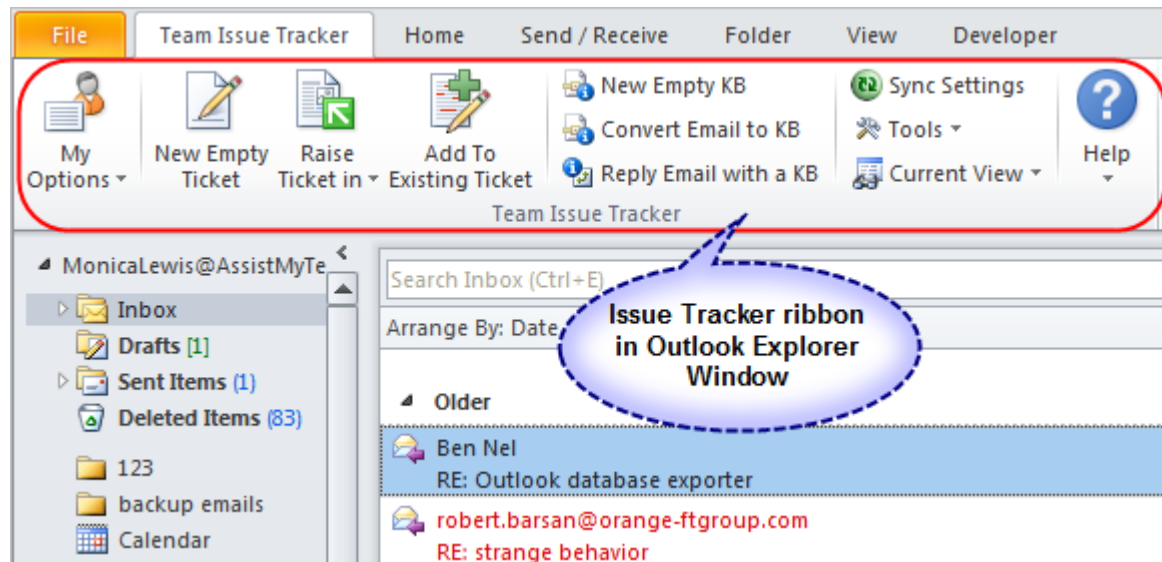 File Team Issue Tracker Home Send / Receive Folder View Developer
My Options
New Empty Ticket
Raise Ticket in
Add To Existing Ticket
New Empty KB
Convert Email to KB
Reply Email with a KB
Sync Settings
Tools
Current View
Help
Team Issue Tracker
MonicaLewis@AssistMyTe
Inbox
Drafts [1]
Sent Items (1)
Deleted Items (83)
123
backup emails
Calendar
Search Inbox (Ctrl+E)
Arrange By: Date
Issue Tracker ribbon
in Outlook Explorer
Window
Older
Ben Nel
RE: Outlook database exporter
robert.barsan@orange-ftgroup.com
RE: strange behavior